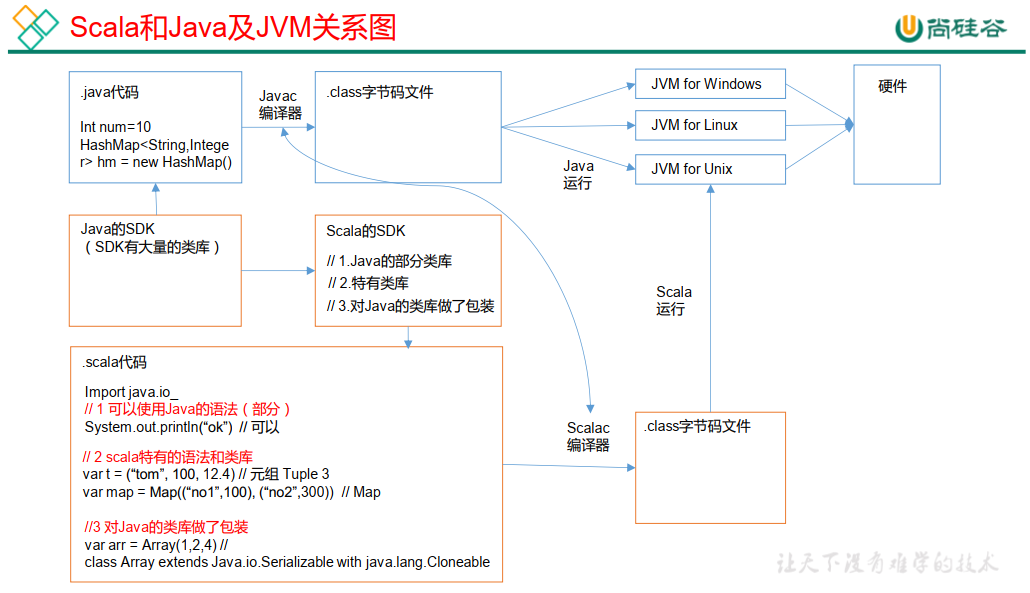 Scala和Java及JVM关系图
尚硅谷
.java代码
Int num=10
HashMap<String,Intege
r> hm = new HashMap()
Javac
编译器
.class字节码文件
Java
运行
JVM for Windows
JVM for Linux
JVM for Unix
硬件
Java的SDK
（SDK有大量的类库）
Scala的SDK
// 1.Java的部分类库
// 2.特有类库
// 3.对Java的类库做了包装
Scala
运行
.scala代码
Import java.io_
// 1 可以使用Java的语法（部分）
System.out.println(“ok”) // 可以
// 2 scala特有的语法和类库
var t = (“tom”, 100, 12.4) // 元组 Tuple 3
var map = Map((“no1”,100), (“no2”,300)) // Map
//3 对Java的类库做了包装
var arr = Array(1,2,4) //
class Array extends Java.io.Serializable with java.lang.Cloneable
Scalac
编译器
.class字节码文件
让天下没有难学的技术